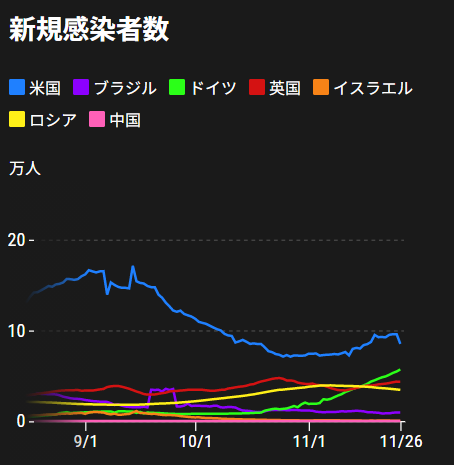 新規感染者数
米国 ブラジル ドイツ 英国 イスラエル
ロシア 中国
万人
20
10
0
9/1 10/1 11/1 11/26